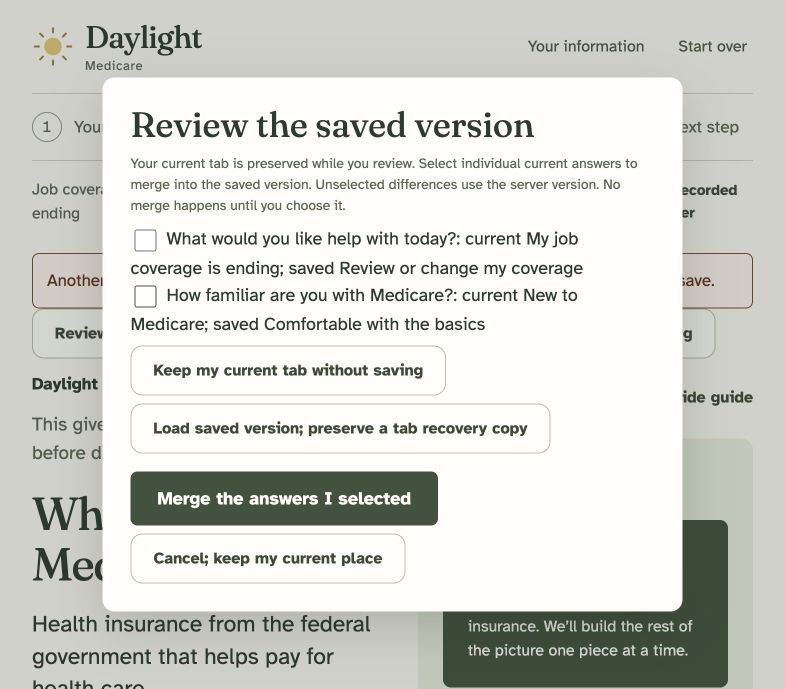 Daylight
Medicare
Your information
Start over
1
You
ext step
Job covera
ending
ecorded
er
Another
save.
Review
g
Daylight
ide guide
This give
before d
Wh
Med
Health insurance from the federal
government that helps pay for
health care
insurance. We’ll build the rest of
the picture one piece at a time.
Review the saved version
Your current tab is preserved while you review. Select individual current answers to
merge into the saved version. Unselected differences use the server version. No
merge happens until you choose it.
What would you like help with today?: current My job
coverage is ending; saved Review or change my coverage
How familiar are you with Medicare?: current New to
Medicare; saved Comfortable with the basics
Keep my current tab without saving
Load saved version; preserve a tab recovery copy
Merge the answers I selected
Cancel; keep my current place